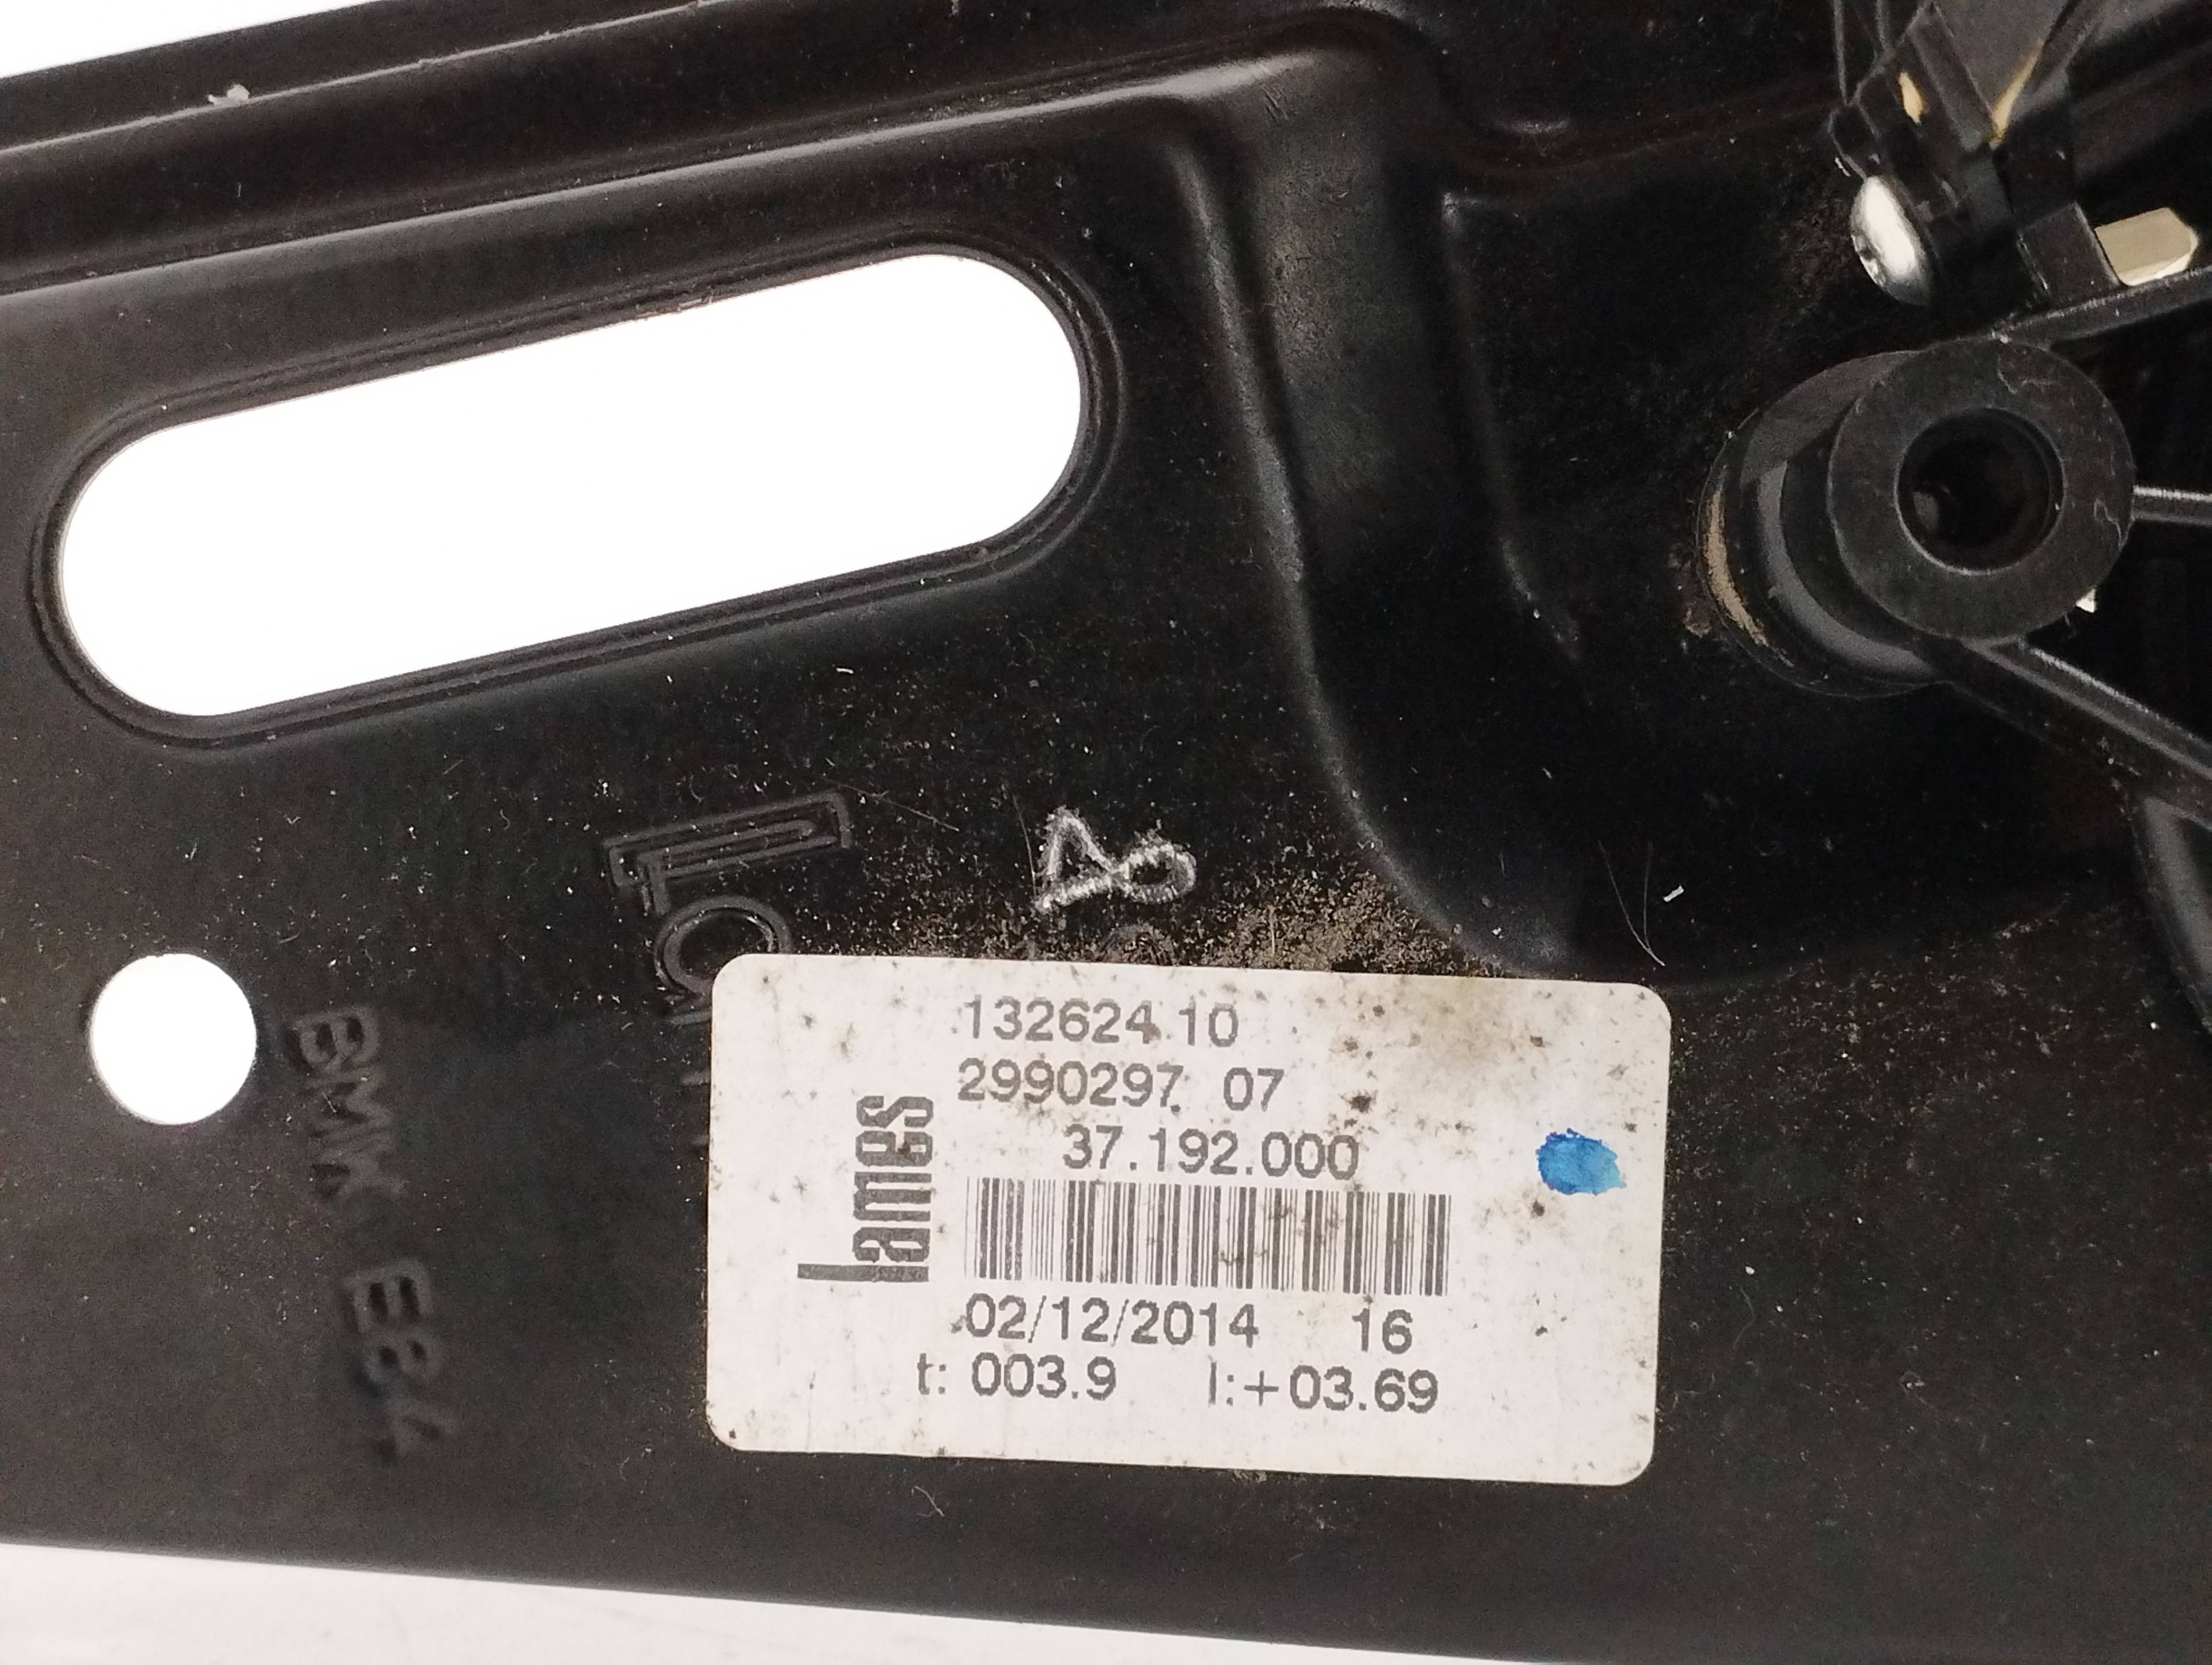 132624.10
2990297 07
37.192.000
lames
02/12/2014 16
t: 003.9 l:+03.69
BMW E84